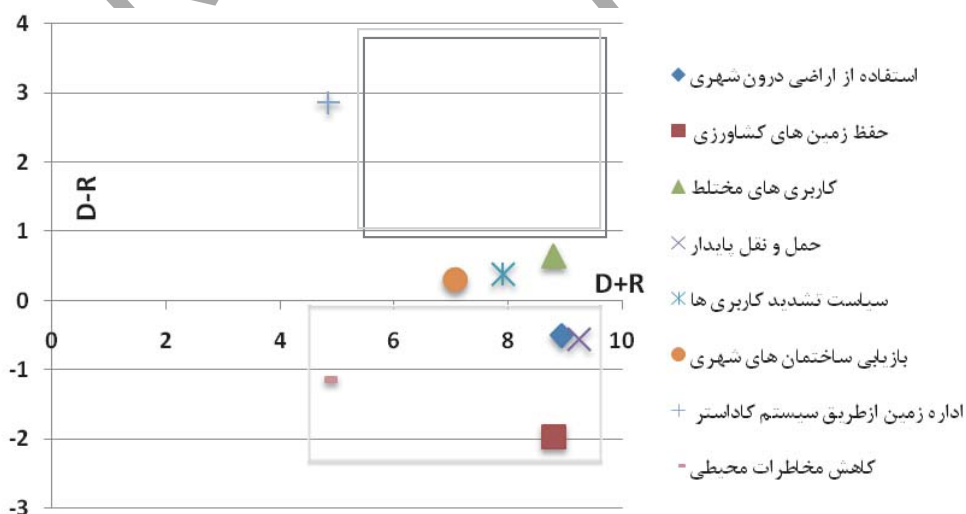 4
3
2
1
0
-1
-2
-3
D-R
D+R
0 2 4 6 8 10
استفاده از اراضی درون شهری
حفظ زمین های کشاورزی
کاربری های مختلط
حمل و نقل پایدار
سیاست تشدید کاربری ها
بازیابی ساختمان های شهری
اداره زمین ازطریق سیستم کاداستر
کاهش مخاطرات محیطی